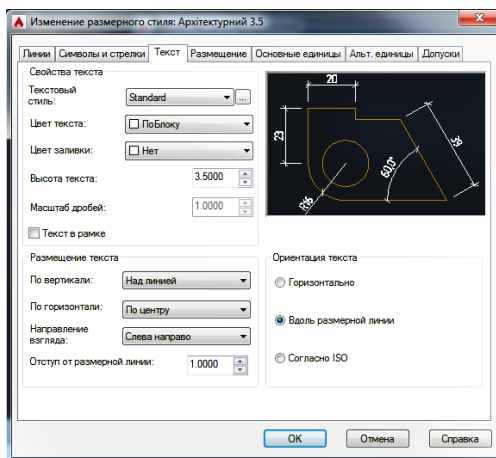 Изменение размерного стиля: Архітектурний 3.5
Линии Символы и стрелки Текст Размещение Основные единицы Альт. единицы Допуски
Свойства текста
Текстовый стиль: Standard ...
Цвет текста: ПоБлоку
Цвет заливки: Нет
Высота текста: 3.5000
Масштаб дробей: 1.0000
Текст в рамке
20
23
39
60,0°
R16
Размещение текста
По вертикали: Над линией
По горизонтали: По центру
Направление взгляда: Слева направо
Отступ от размерной линии: 1.0000
Ориентация текста
Горизонтально
Вдоль размерной линии
Согласно ISO
OK Отмена Справка